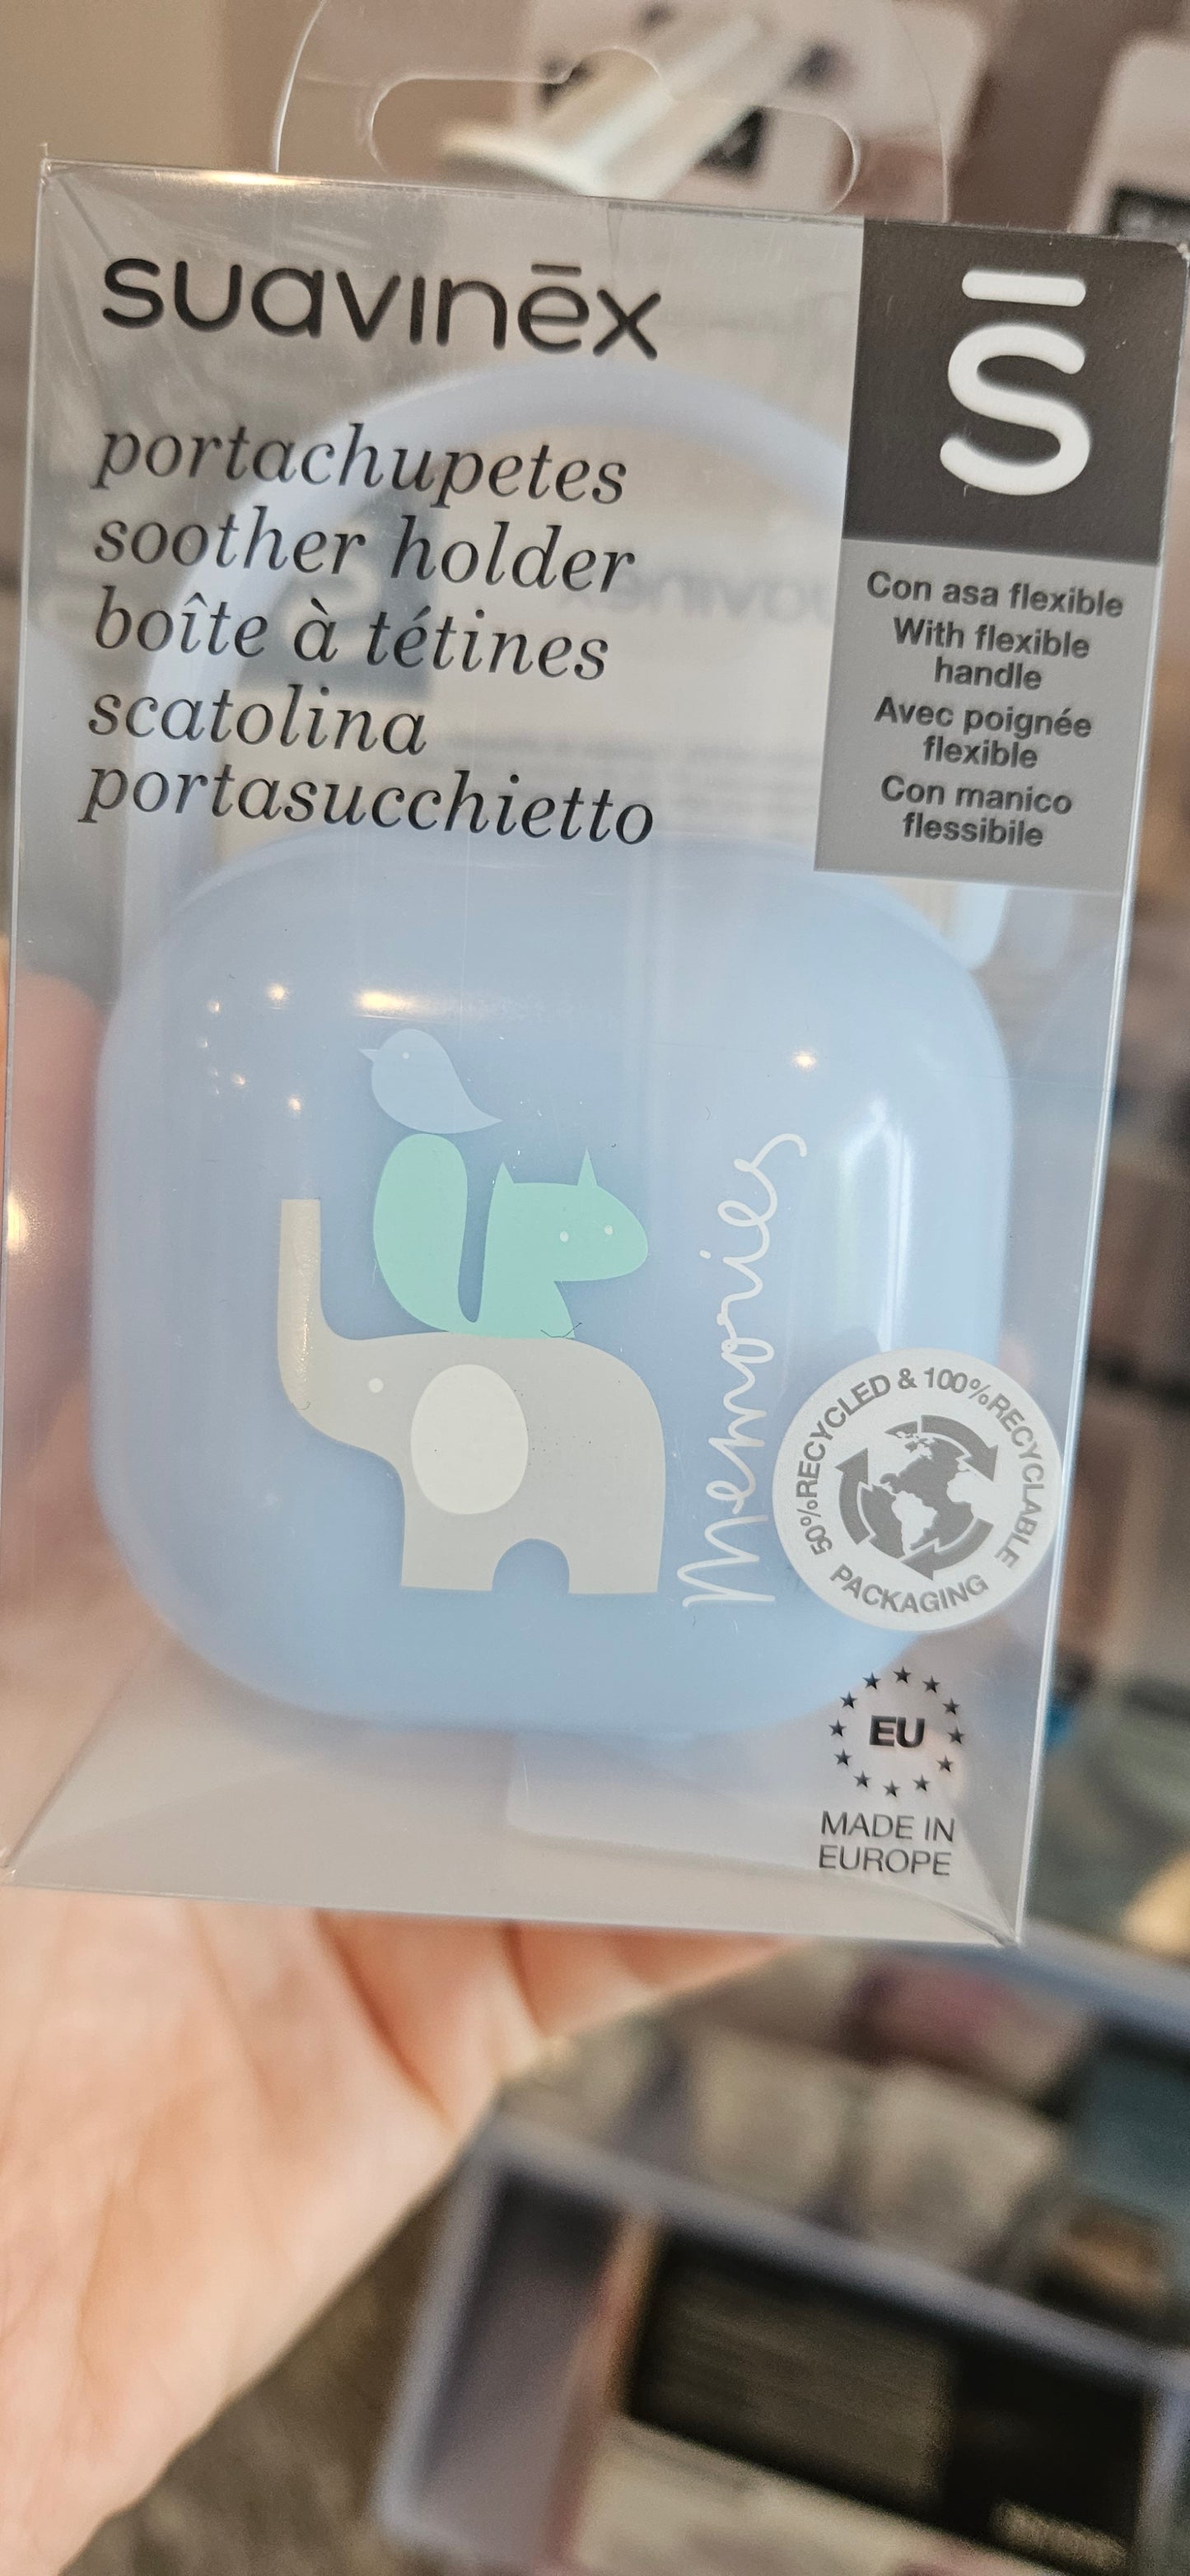 suavinēx
portachupetes
soother holder
boîte à tétines
scatolina
portasucchietto
S
Con asa flexible
With flexible
handle
Avec poignée
flexible
Con manico
flessibile
Memories
50%RECYCLED & 100%RECYCLABLE
PACKAGING
EU
MADE IN
EUROPE